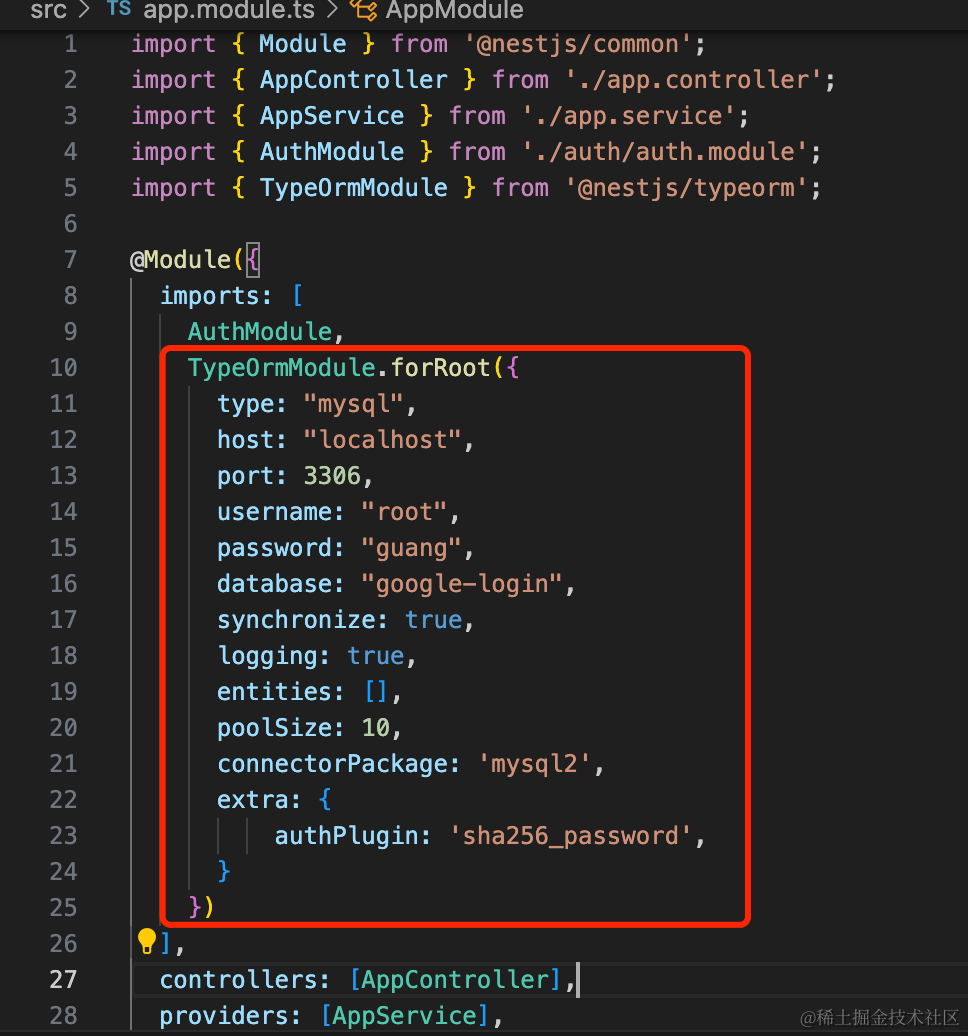 src > TS app.module.ts > AppModule
1 import { Module } from '@nestjs/common';
2 import { AppController } from './app.controller';
3 import { AppService } from './app.service';
4 import { AuthModule } from './auth/auth.module';
5 import { TypeOrmModule } from '@nestjs/typeorm';
6
7 @Module({
8   imports: [
9     AuthModule,
10     TypeOrmModule.forRoot({
11       type: "mysql",
12       host: "localhost",
13       port: 3306,
14       username: "root",
15       password: "guang",
16       database: "google-login",
17       synchronize: true,
18       logging: true,
19       entities: [],
20       poolSize: 10,
21       connectorPackage: 'mysql2',
22       extra: {
23           authPlugin: 'sha256_password',
24       }
25     })
26   ],
27   controllers: [AppController],
28   providers: [AppService],
@稀土掘金技术社区